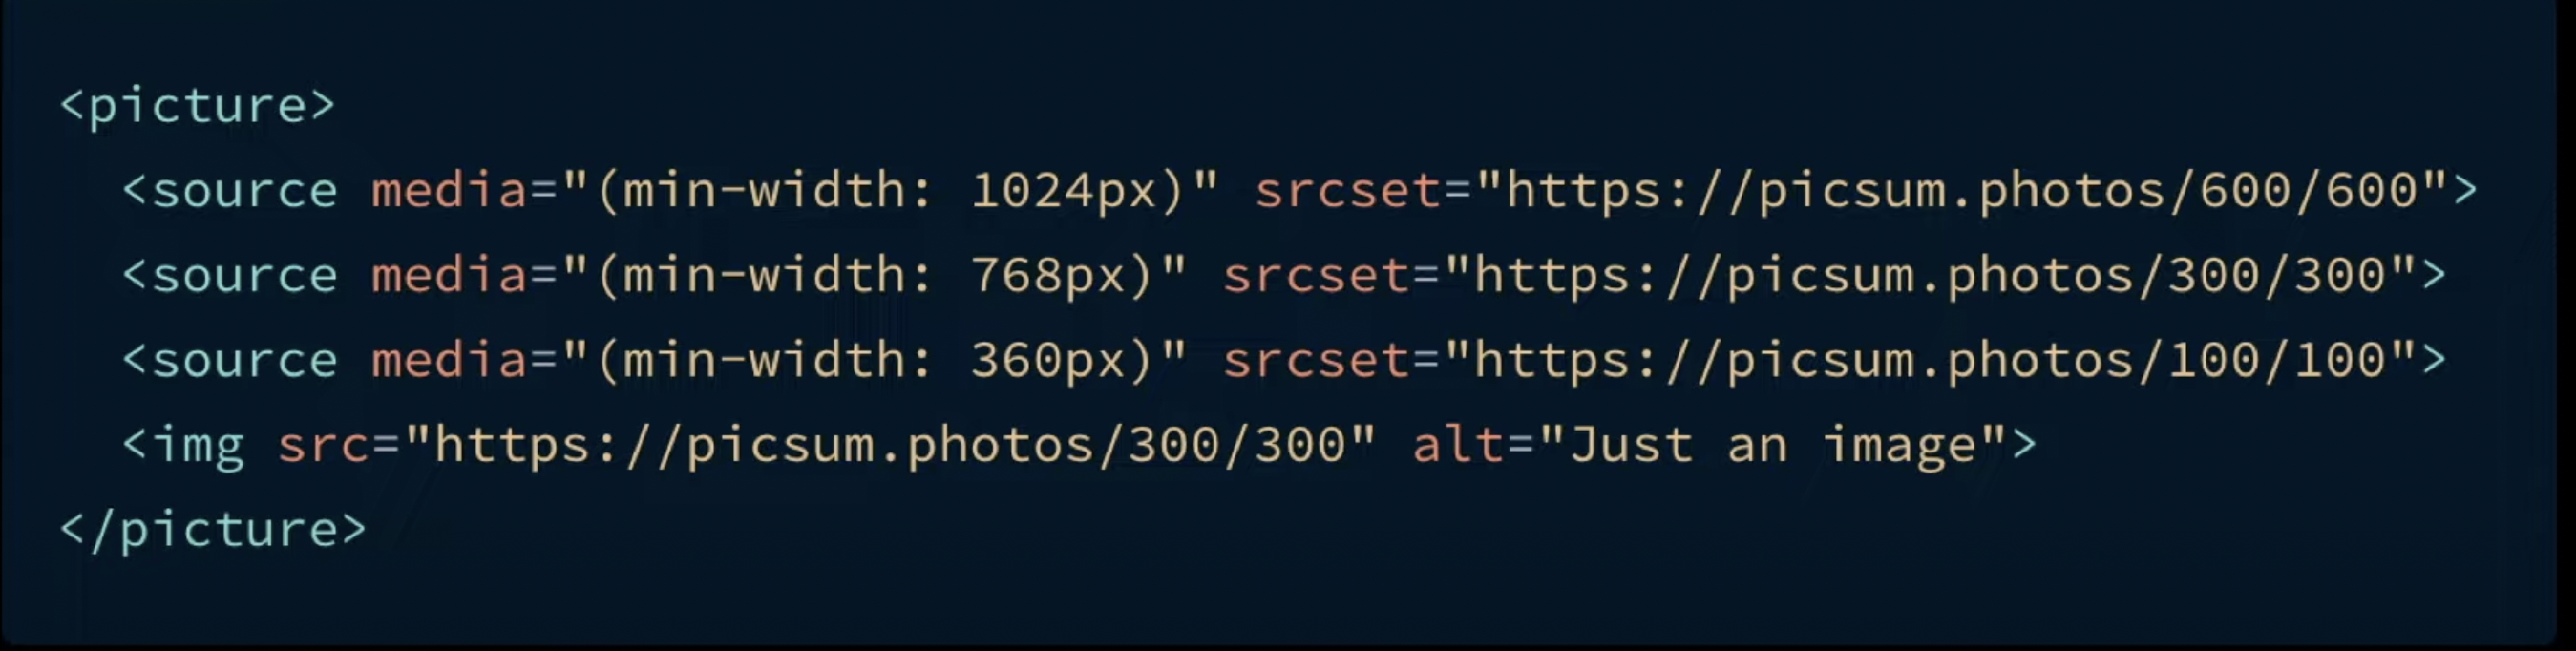 <picture>
<source media="(min-width: 1024px)" srcset="https://picsum.photos/600/600">
<source media="(min-width: 768px)" srcset="https://picsum.photos/300/300">
<source media="(min-width: 360px)" srcset="https://picsum.photos/100/100">
<img src="https://picsum.photos/300/300" alt="Just an image">
</picture>